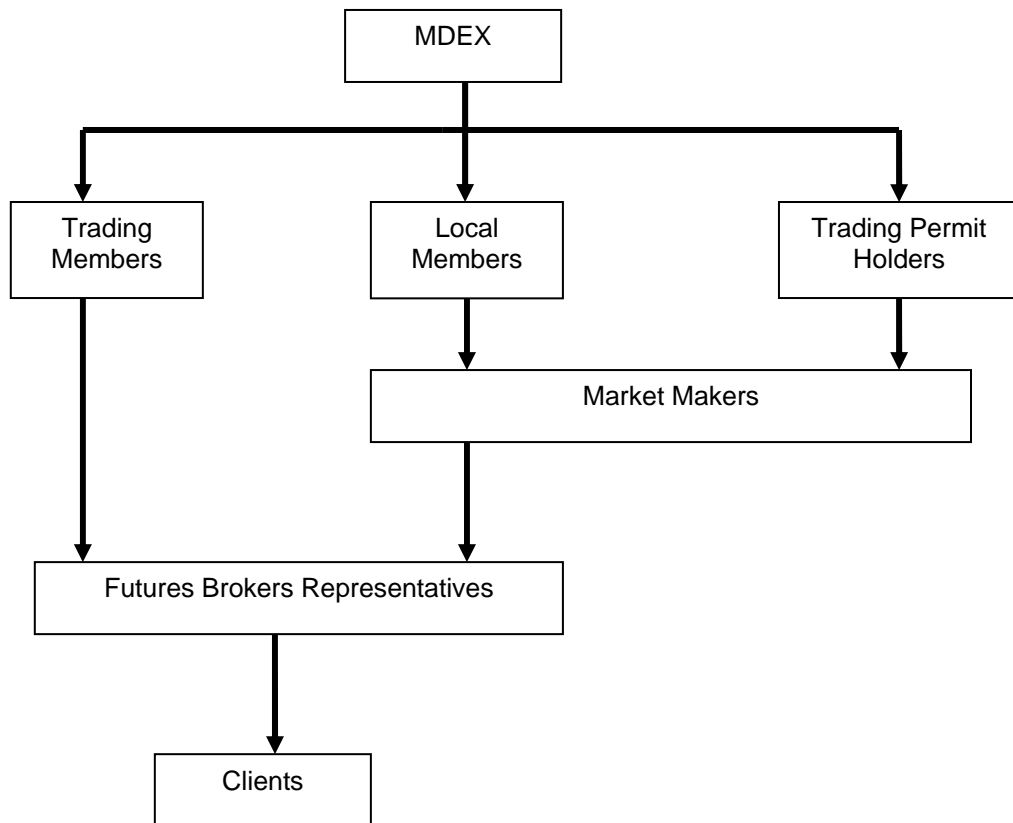 MDEX
Trading
Members
Local
Members
Trading Permit
Holders
Market Makers
Futures Brokers Representatives
Clients